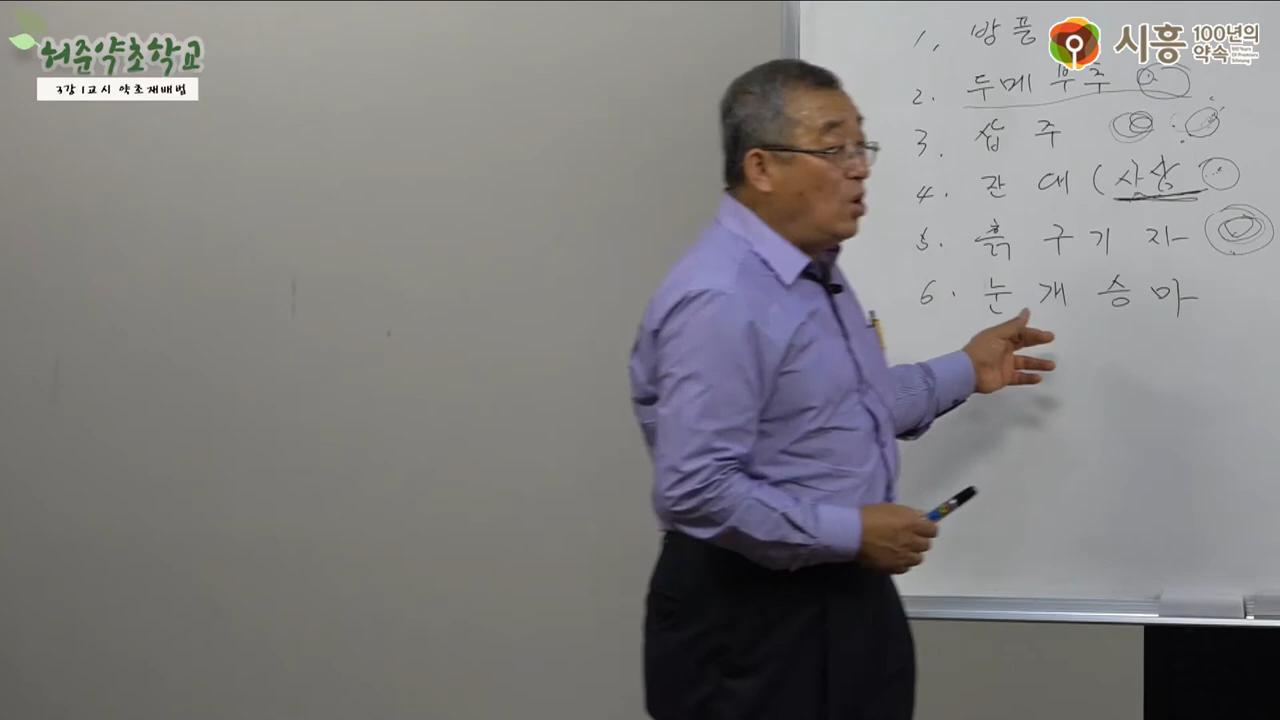 허준약초학교
3강 1교시 약초재배법
시흥 100년의 약속
1. 방풍
2. 두메 부추
3. 삽주
4. 잔대 (사삼
5. 흙 구기자
6. 눈개승마